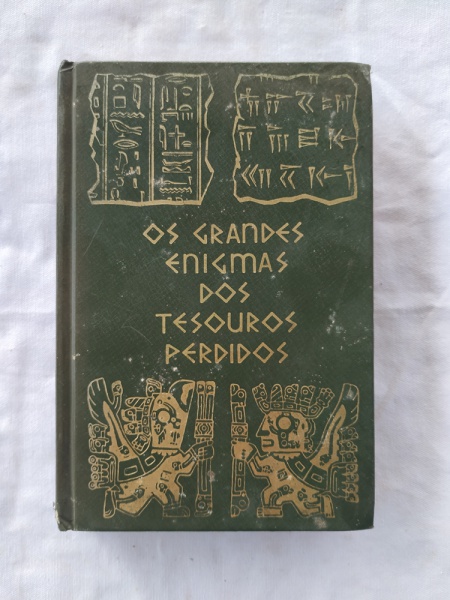 OS GRANDES
ENIGMAS
DOS
TESOUROS
PERDIDOS